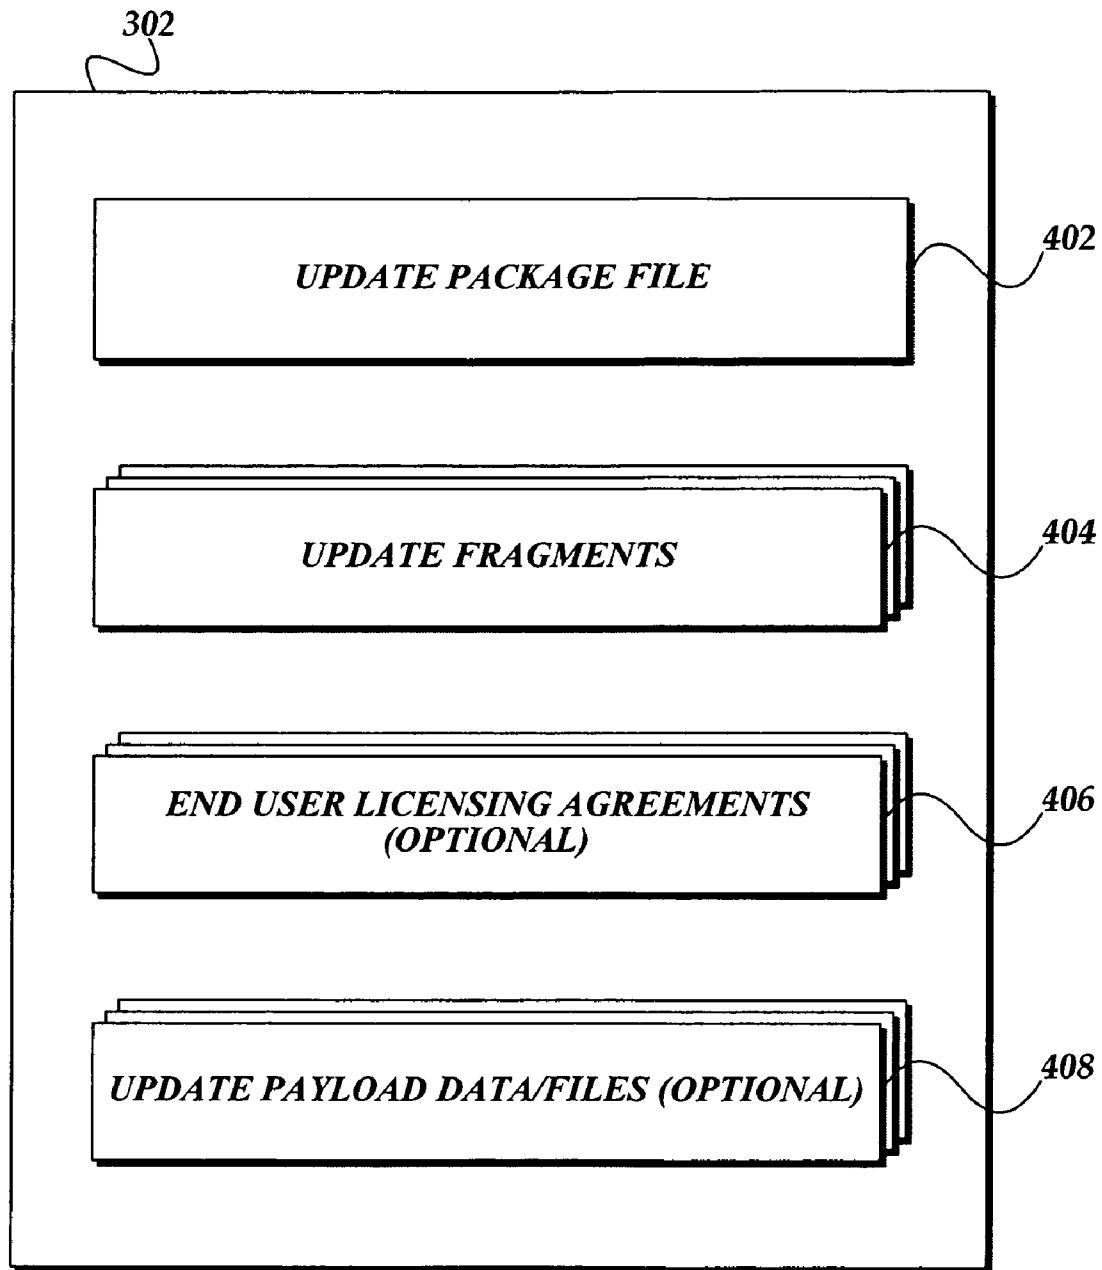 302
402
UPDATE PACKAGE FILE
404
UPDATE FRAGMENTS
END USER LICENSING AGREEMENTS
(OPTIONAL)
406
UPDATE PAYLOAD DATA/FILES (OPTIONAL)
408